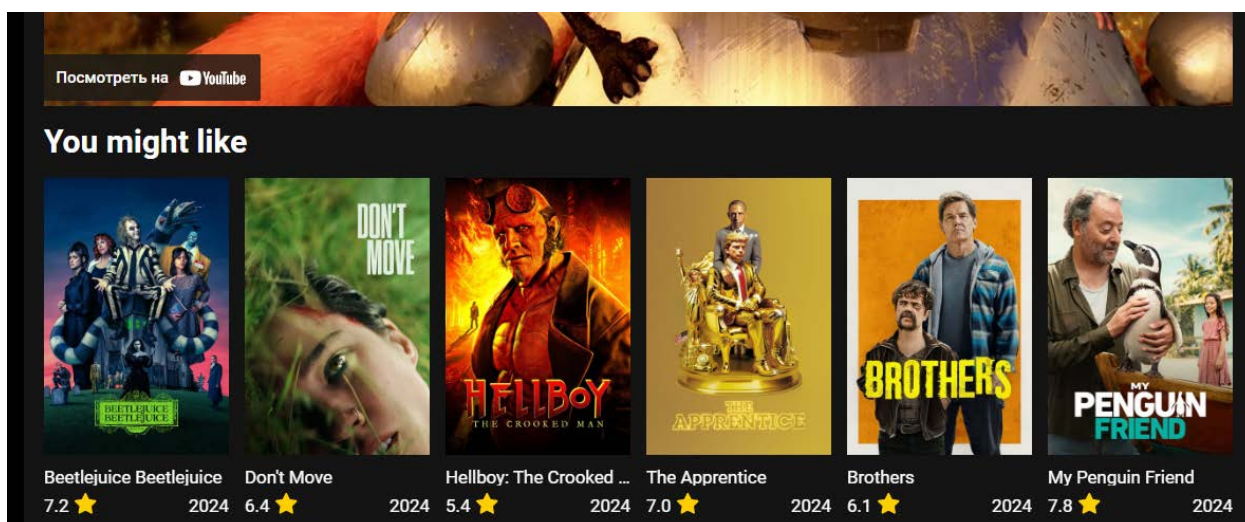 Посмотреть на YouTube
You might like
BEETLEJUICE
BEETLEJUICE
DON'T
MOVE
HELLBOY
THE CROOKED MAN
THE
APPRENTICE
BROTHERS
MY
PENGUIN
FRIEND
Beetlejuice Beetlejuice
Don't Move
Hellboy: The Crooked ...
The Apprentice
Brothers
My Penguin Friend
7.2 2024
6.4 2024
5.4 2024
7.0 2024
6.1 2024
7.8 2024